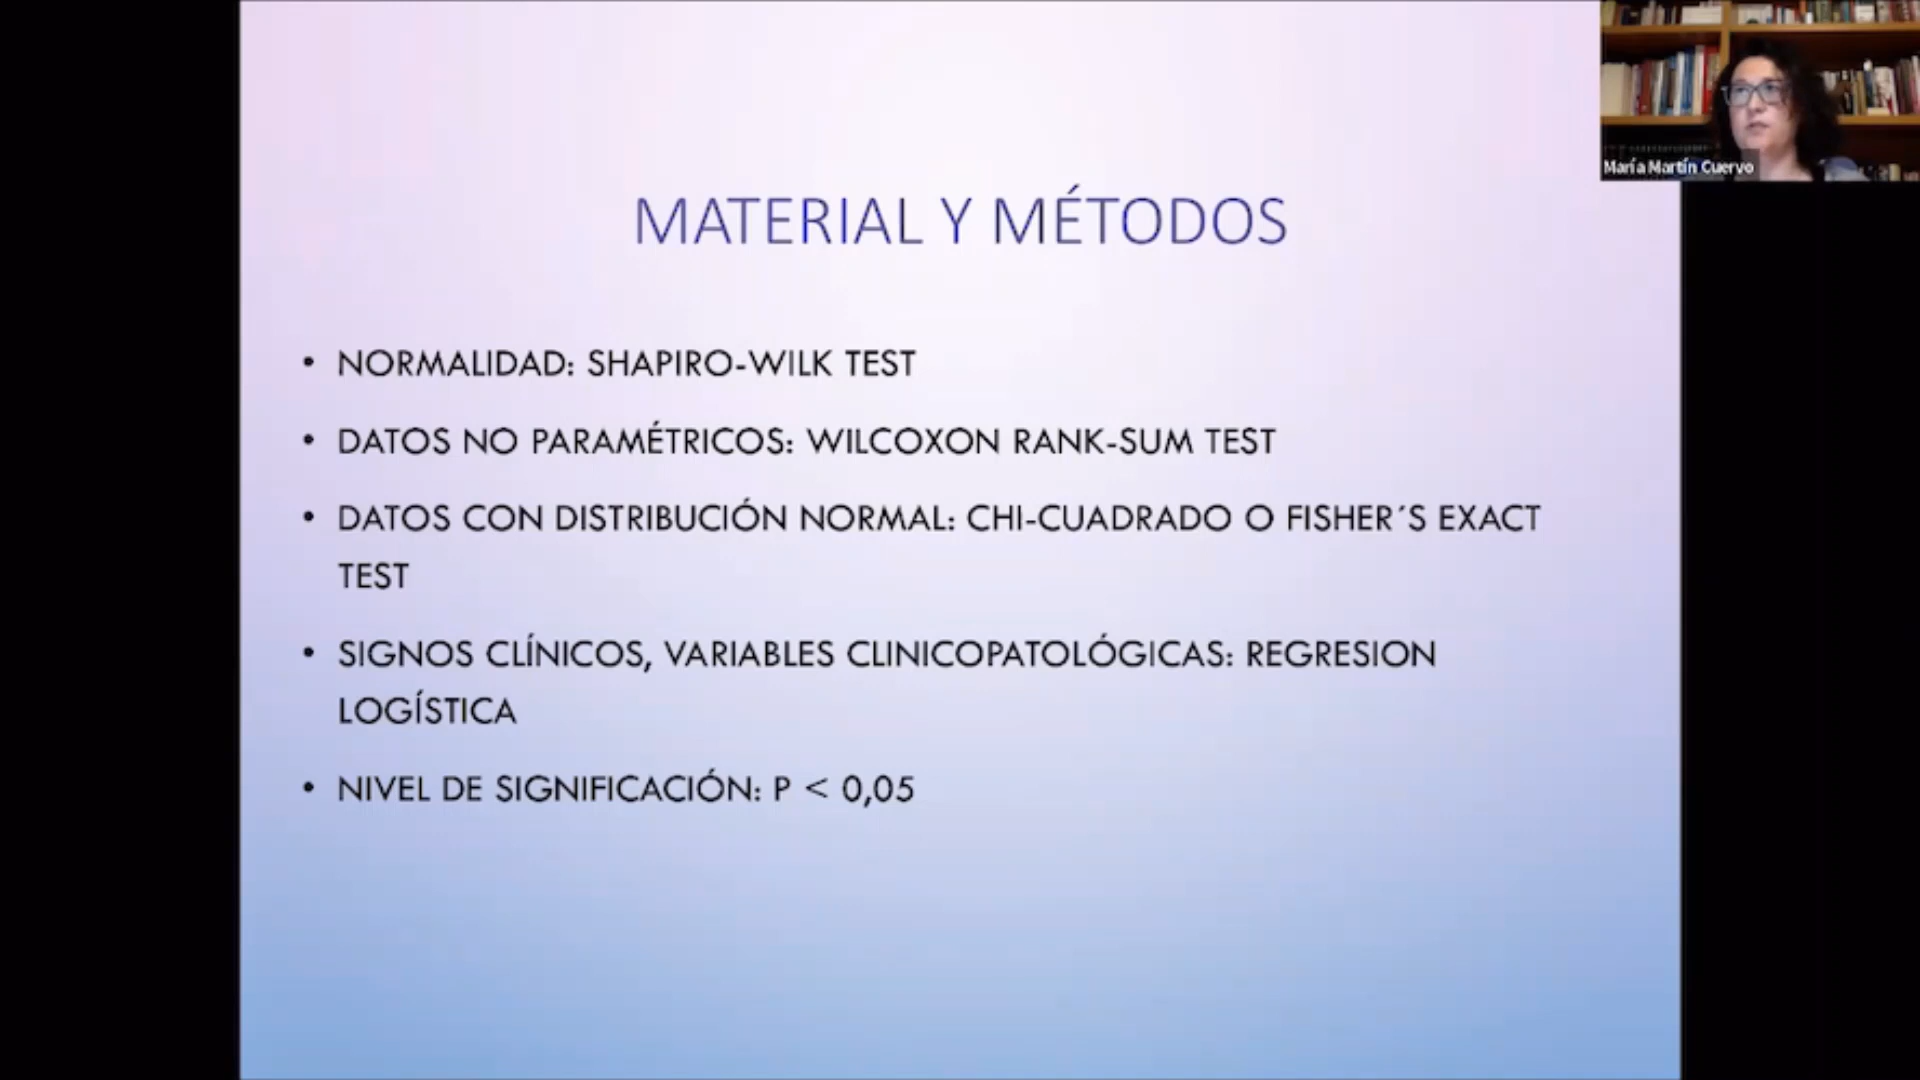 MATERIAL Y MÉTODOS
• NORMALIDAD: SHAPIRO-WILK TEST
• DATOS NO PARAMÉTRICOS: WILCOXON RANK-SUM TEST
• DATOS CON DISTRIBUCIÓN NORMAL: CHI-CUADRADO O FISHER´S EXACT
TEST
• SIGNOS CLÍNICOS, VARIABLES CLINICOPATOLÓGICAS: REGRESION
LOGÍSTICA
• NIVEL DE SIGNIFICACIÓN: P < 0,05
María Martín Cuervo